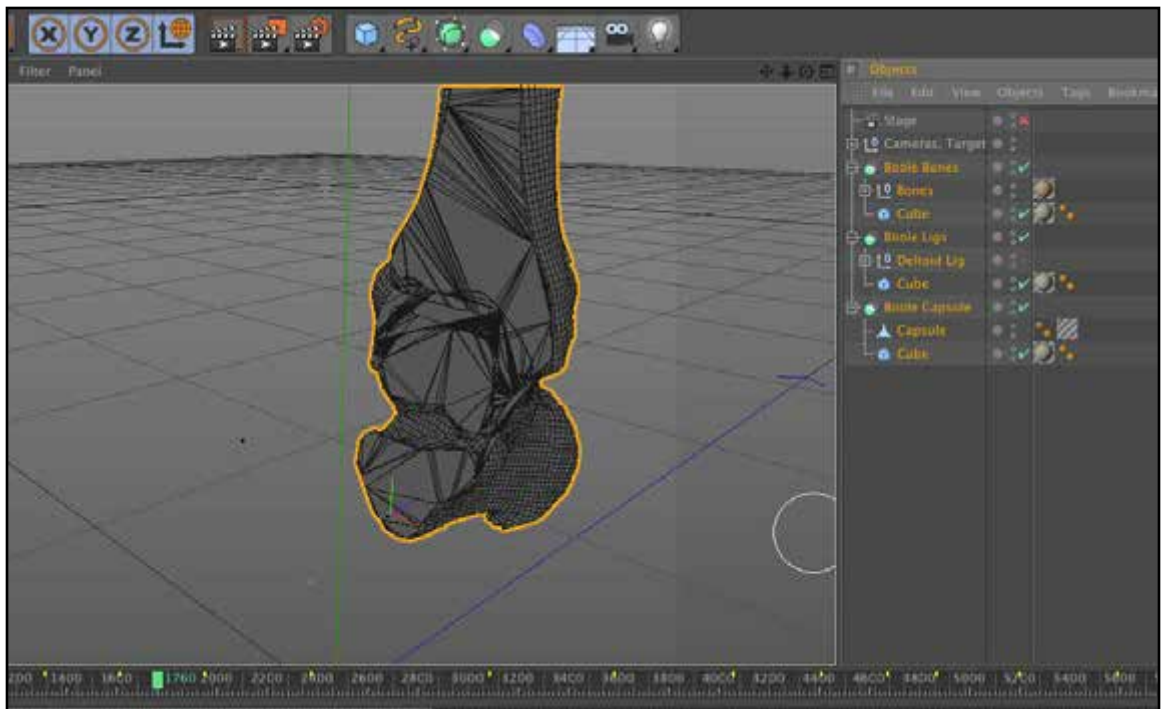 X Y Z
Filter Panel
Objects
File Edit View Objects Tags Bookma
Stage
Cameras, Target
Boole Bones
Bones
Cube
Boole Ligs
Deltoid Lig
Cube
Boole Capsule
Capsule
Cube
200 1400 1600 1760 2000 2200 2400 2600 2800 3000 3200 3400 3600 3800 4000 4200 4400 4600 4800 5000 5200 5400 5600